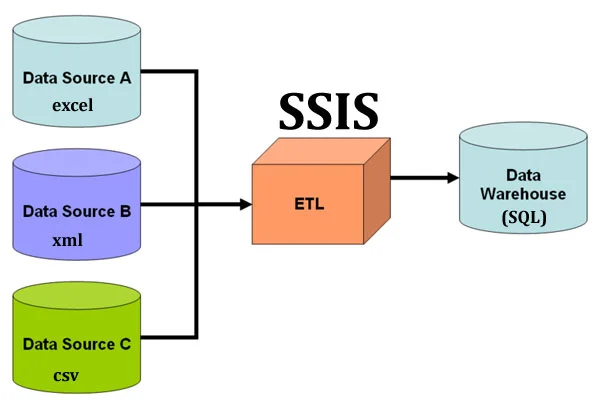 Data Source A
excel
Data Source B
xml
Data Source C
csv
SSIS
ETL
Data
Warehouse
(SQL)